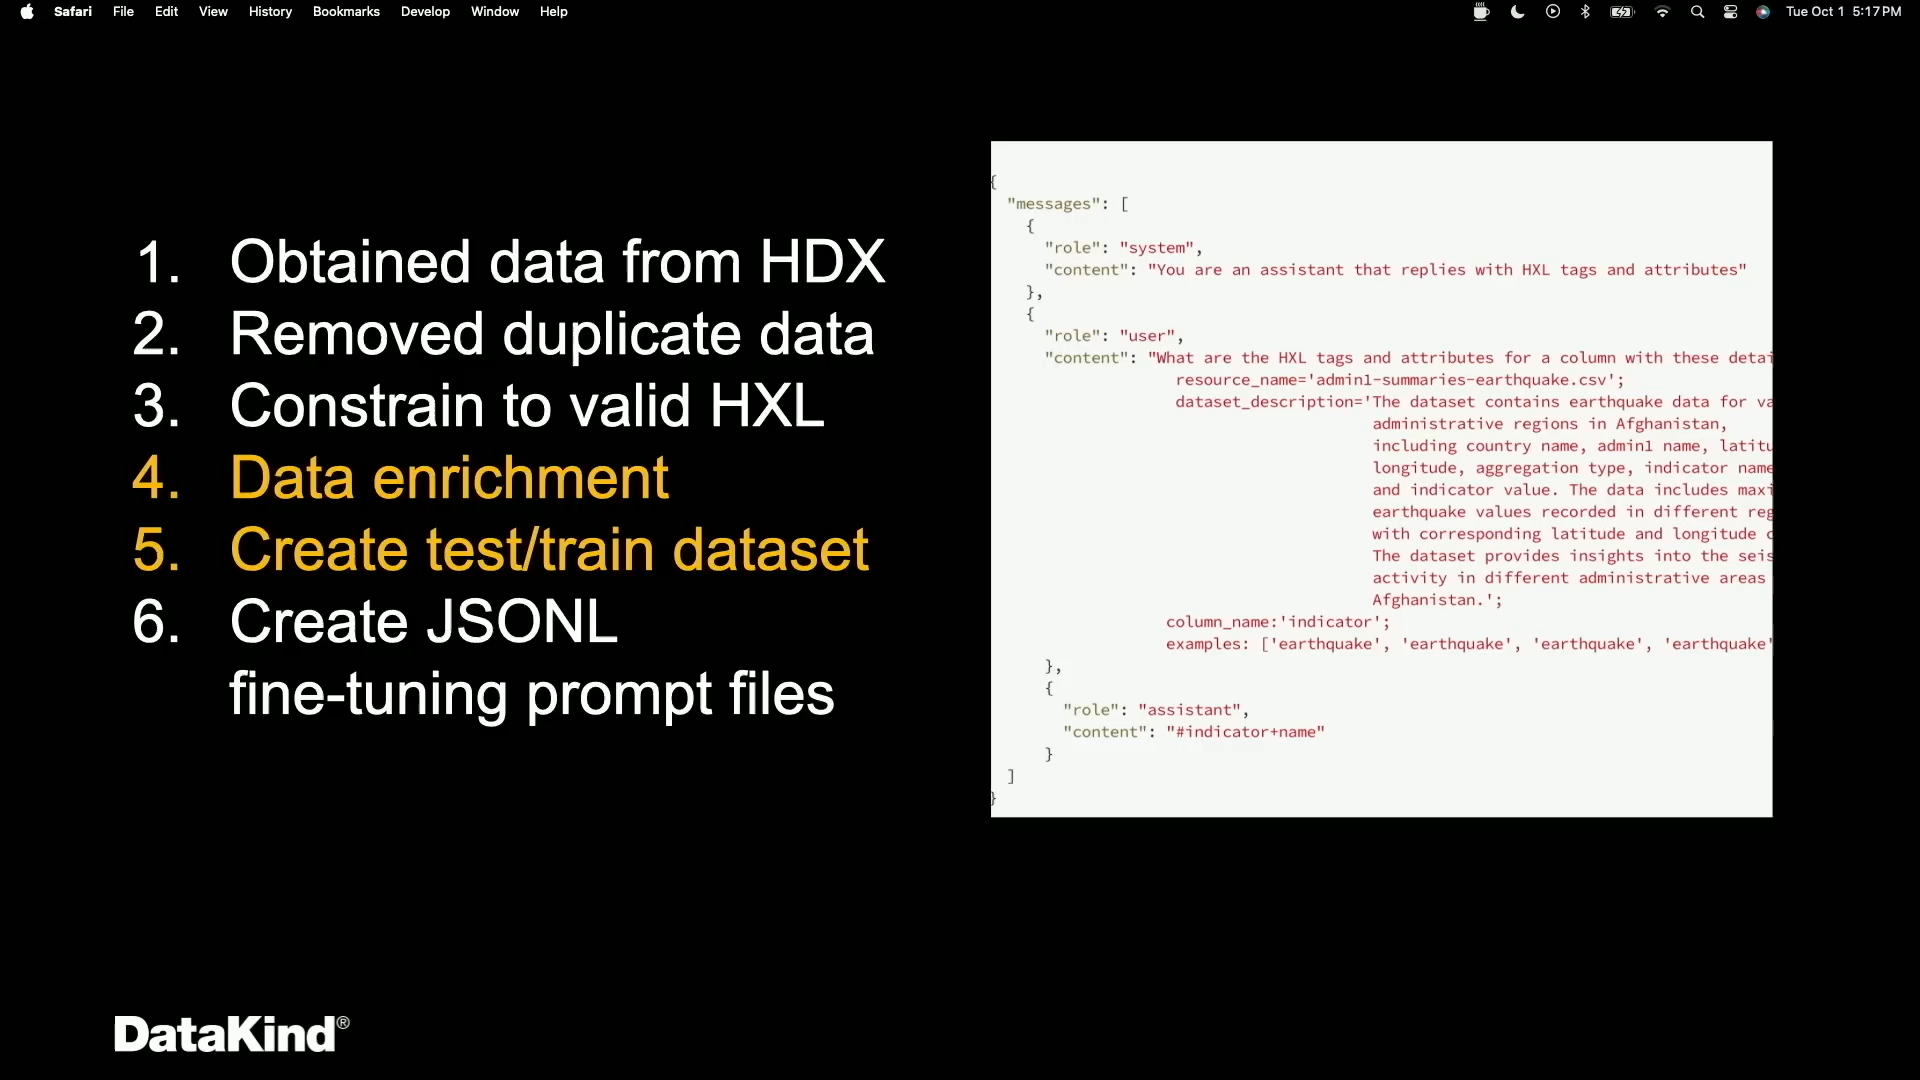 Safari File Edit View History Bookmarks Develop Window Help Tue Oct 1 5:17 PM
1. Obtained data from HDX
2. Removed duplicate data
3. Constrain to valid HXL
4. Data enrichment
5. Create test/train dataset
6. Create JSONL
fine-tuning prompt files
{
"messages": [
{
"role": "system",
"content": "You are an assistant that replies with HXL tags and attributes"
},
{
"role": "user",
"content": "What are the HXL tags and attributes for a column with these detai
resource_name='admin1-summaries-earthquake.csv';
dataset_description='The dataset contains earthquake data for va
administrative regions in Afghanistan,
including country name, admin1 name, latitu
longitude, aggregation type, indicator name
and indicator value. The data includes maxi
earthquake values recorded in different reg
with corresponding latitude and longitude c
The dataset provides insights into the seis
activity in different administrative areas
Afghanistan.';
column_name:'indicator';
examples: ['earthquake', 'earthquake', 'earthquake', 'earthquake'
},
{
"role": "assistant",
"content": "#indicator+name"
}
]
}
DataKind®